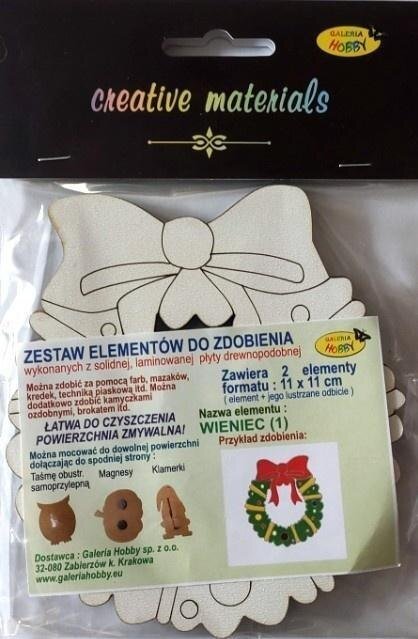 GALERIA
HOBBY
creative materials
ZESTAW ELEMENTÓW DO ZDOBIENIA
wykonanych z solidnej, laminowanej płyty drewnopodobnej
GALERIA
HOBBY
Można zdobić za pomocą farb, mazaków,
kredek, techniką piaskową itd. Można
dodatkowo zdobić kamyczkami
ozdobnymi, brokatem itd.
ŁATWA DO CZYSZCZENIA
POWIERZCHNIA ZMYWALNA!
Można mocować do dowolnej powierzchni
dołączając do spodniej strony :
Taśmę obustr. Magnesy Klamerki
samoprzylepną
Dostawca : Galeria Hobby sp. z o.o.
32-080 Zabierzów k. Krakowa
www.galeriahobby.eu
Zawiera 2 elementy
formatu : 11 x 11 cm
( element + jego lustrzane odbicie )
Nazwa elementu :
WIENIEC (1)
Przykład zdobienia: